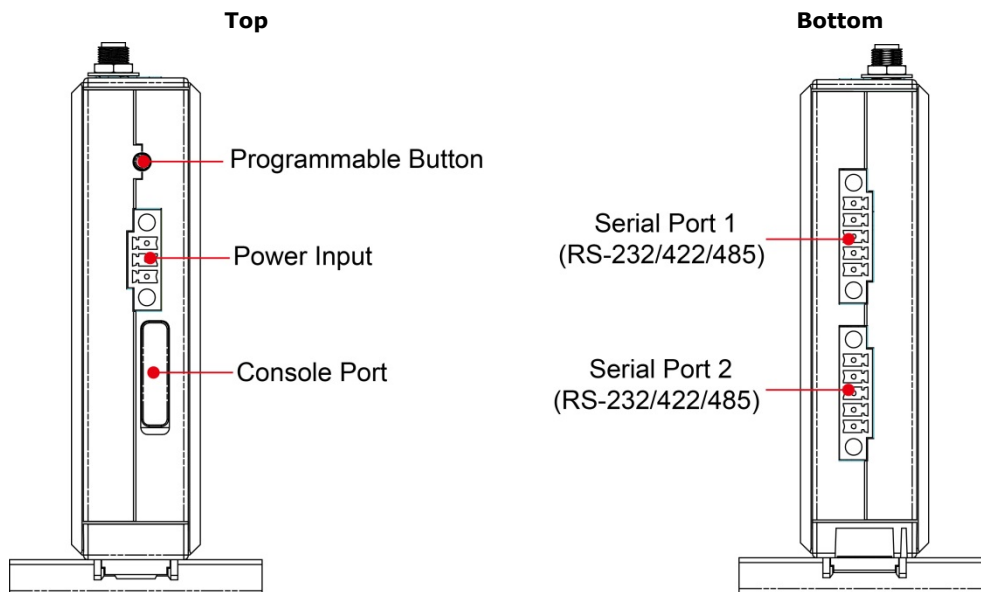 Top
Bottom
Programmable Button
Power Input
Console Port
Serial Port 1
(RS-232/422/485)
Serial Port 2
(RS-232/422/485)